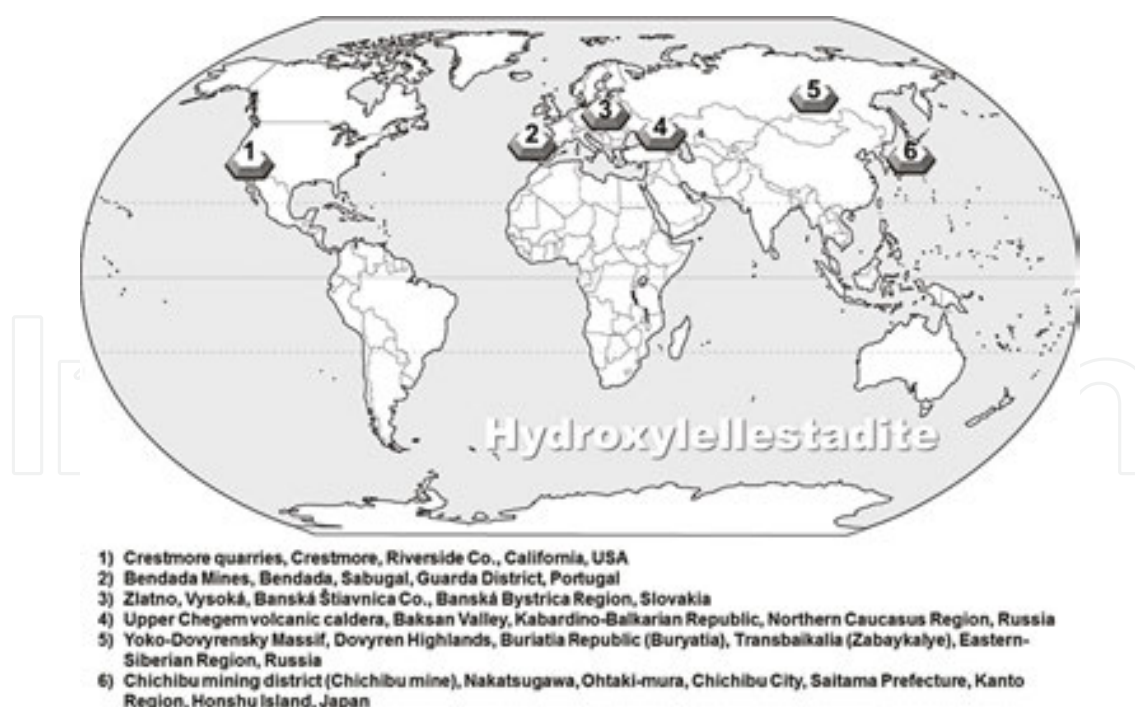 1
2
3
4
5
6
Hydroxylellestadite
1) Crestmore quarries, Crestmore, Riverside Co., California, USA
2) Bendada Mines, Bendada, Sabugal, Guarda District, Portugal
3) Zlatno, Vysoká, Banská Štiavnica Co., Banská Bystrica Region, Slovakia
4) Upper Chegem volcanic caldera, Baksan Valley, Kabardino-Balkarian Republic, Northern Caucasus Region, Russia
5) Yoko-Dovyrensky Massif, Dovyren Highlands, Buriatia Republic (Buryatia), Transbaikalia (Zabaykalye), Eastern-
Siberian Region, Russia
6) Chichibu mining district (Chichibu mine), Nakatsugawa, Ohtaki-mura, Chichibu City, Saitama Prefecture, Kanto
Region, Honshu Island, Japan